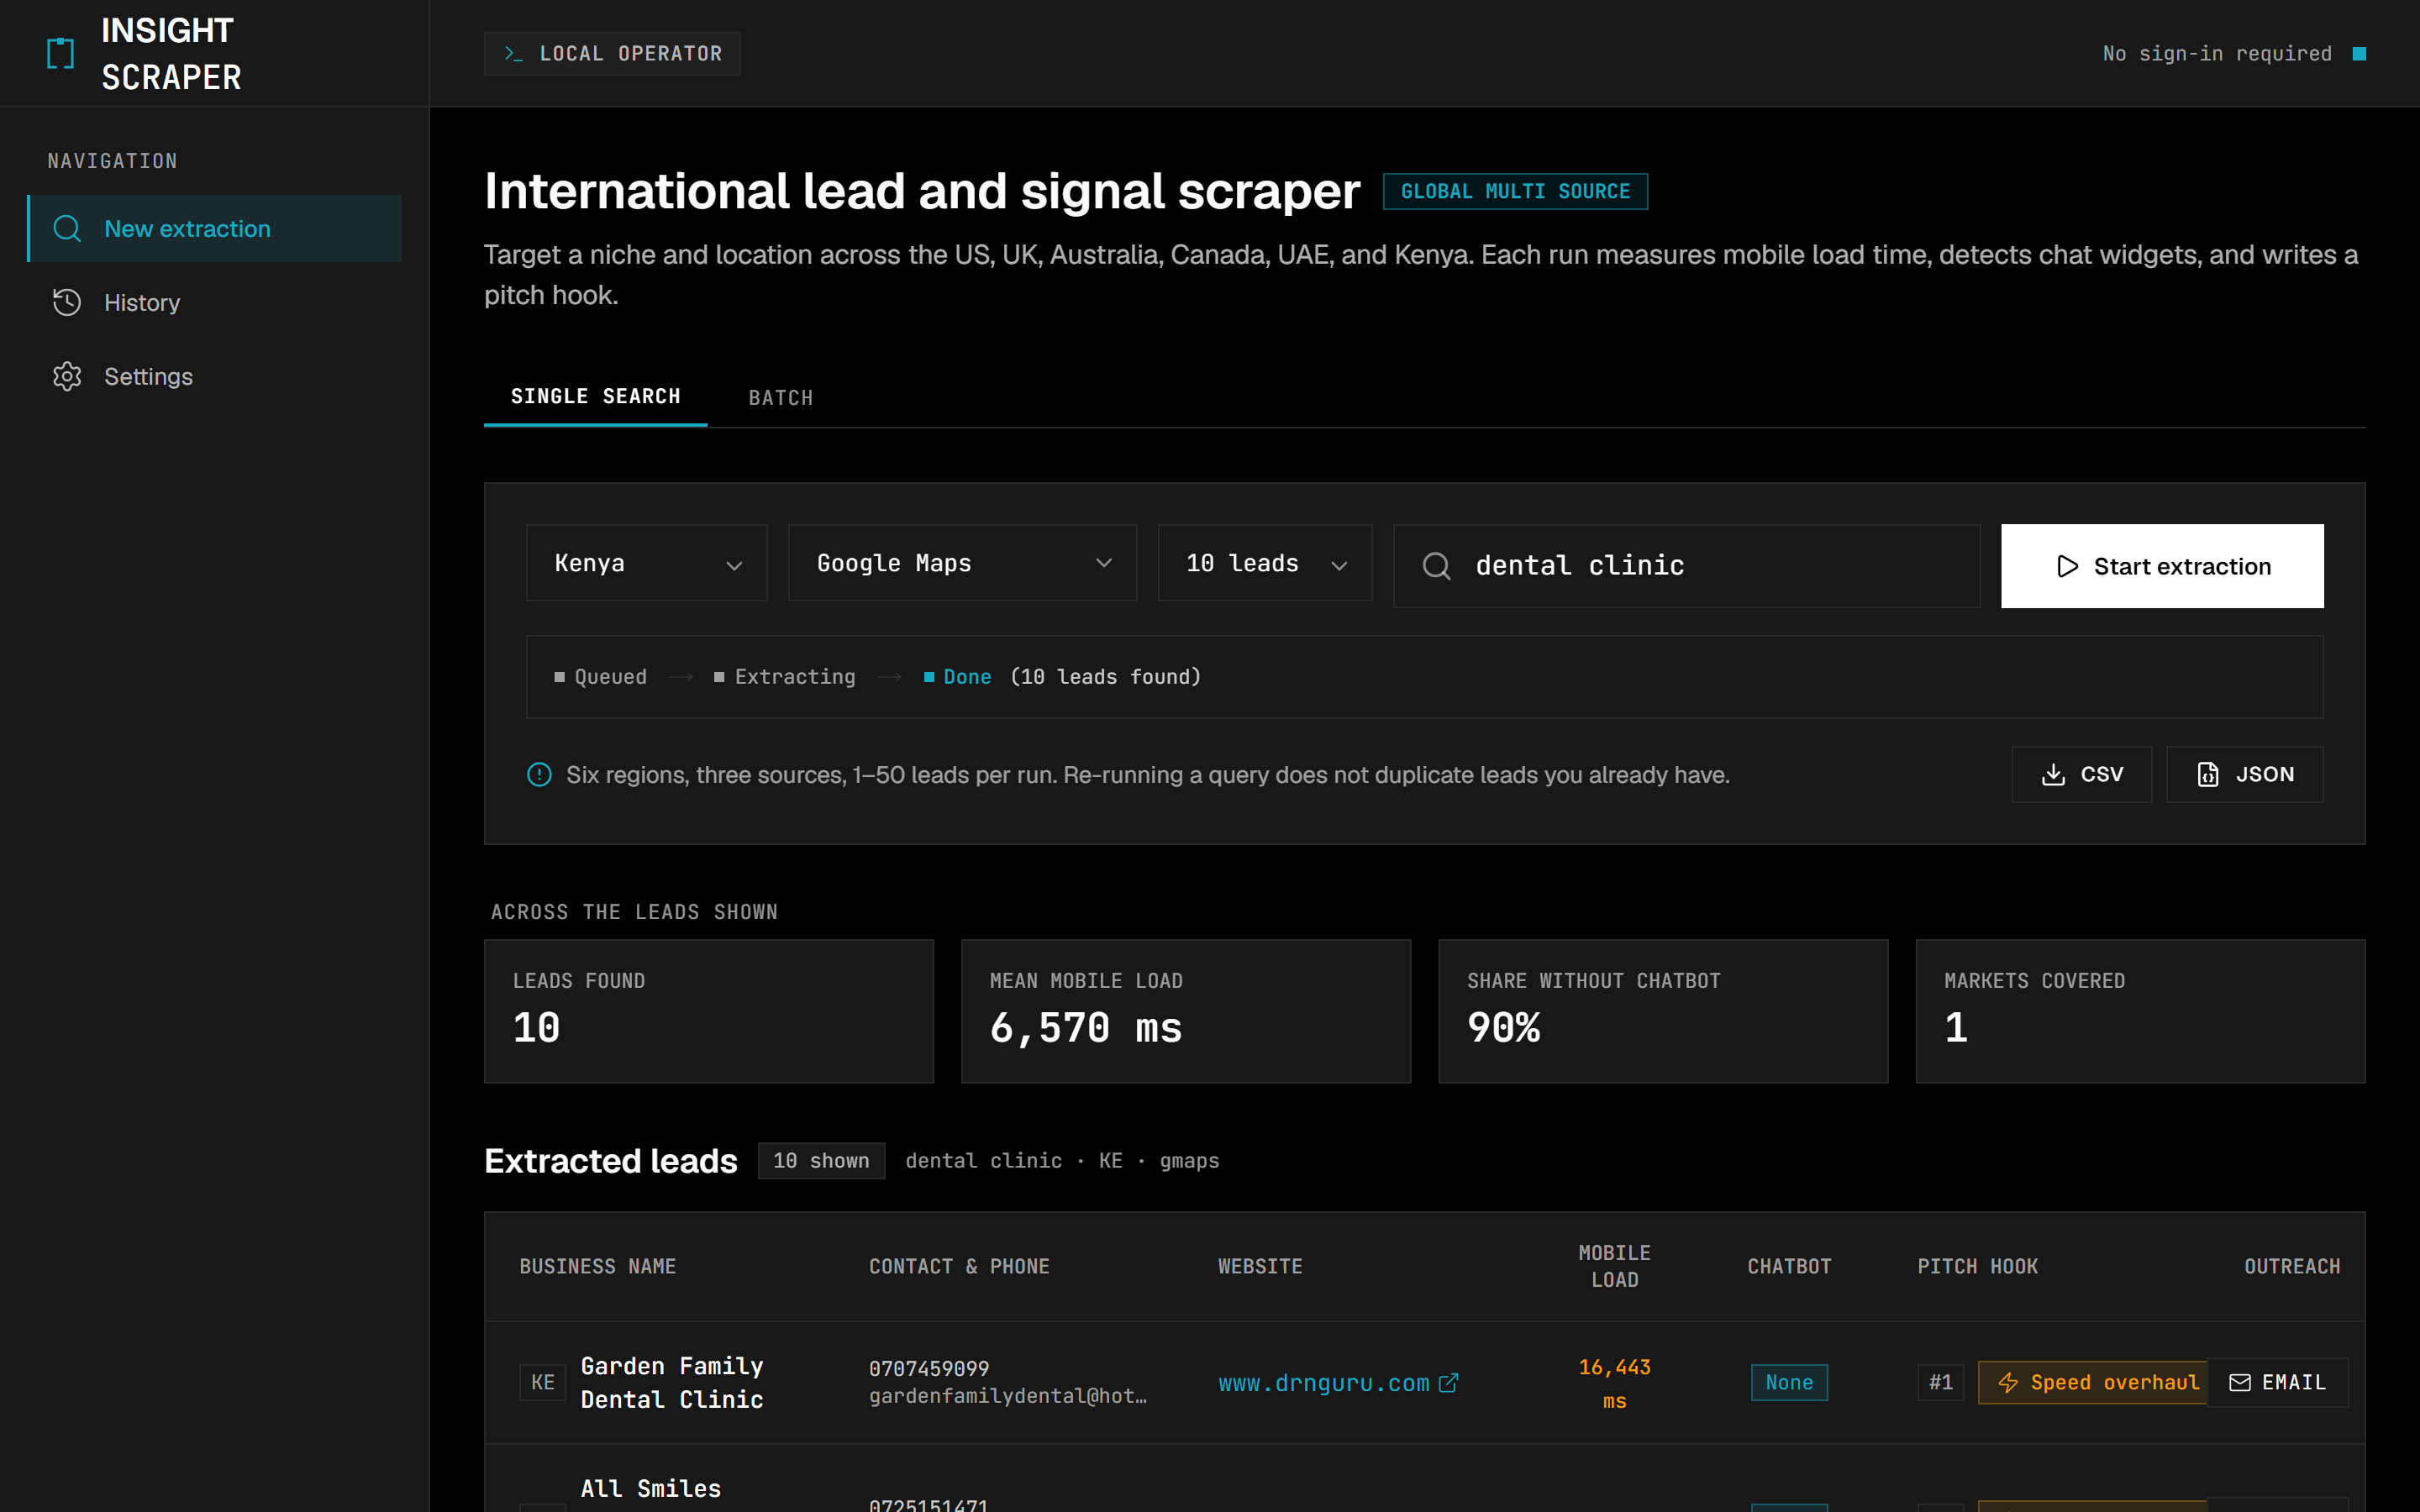 INSIGHT
SCRAPER
LOCAL OPERATOR
No sign-in required
NAVIGATION
New extraction
History
Settings
International lead and signal scraper
GLOBAL MULTI SOURCE
Target a niche and location across the US, UK, Australia, Canada, UAE, and Kenya. Each run measures mobile load time, detects chat widgets, and writes a
pitch hook.
SINGLE SEARCH
BATCH
Kenya
Google Maps
10 leads
dental clinic
Start extraction
Queued → Extracting → Done (10 leads found)
Six regions, three sources, 1–50 leads per run. Re-running a query does not duplicate leads you already have.
CSV
JSON
ACROSS THE LEADS SHOWN
LEADS FOUND
10
MEAN MOBILE LOAD
6,570 ms
SHARE WITHOUT CHATBOT
90%
MARKETS COVERED
1
Extracted leads
10 shown
dental clinic · KE · gmaps
BUSINESS NAME
CONTACT & PHONE
WEBSITE
MOBILE
LOAD
CHATBOT
PITCH HOOK
OUTREACH
KE
Garden Family
Dental Clinic
0707459099
gardenfamilydental@hot…
www.drnguru.com
16,443
ms
None
#1
Speed overhaul
EMAIL
All Smiles
0725151471